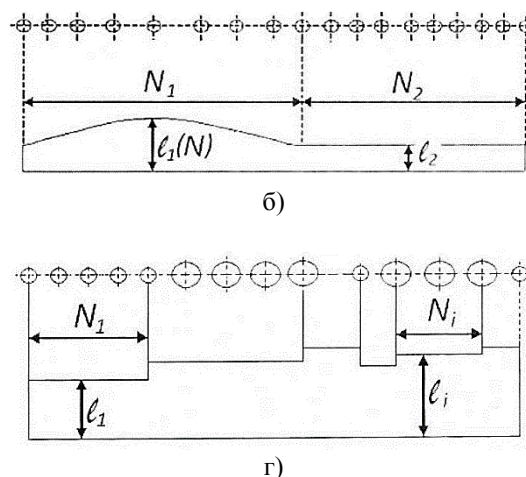 N₁ N₂
ℓ₁(N) ℓ₂
б)
N₁ Nᵢ
ℓ₁ ℓᵢ
г)